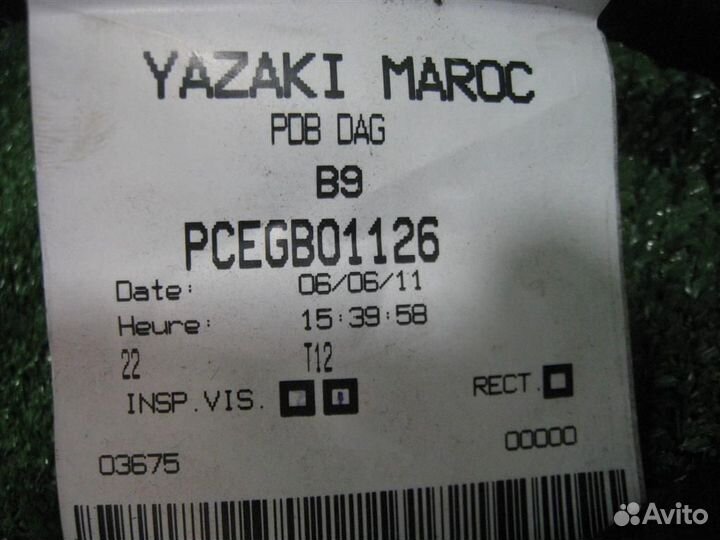 YAZAKI MAROC
PDB DAG
B9
PCEGB01126
Date: 06/06/11
Heure: 15:39:58
22 T12
INSP.VIS. RECT.
03675 00000
Avito